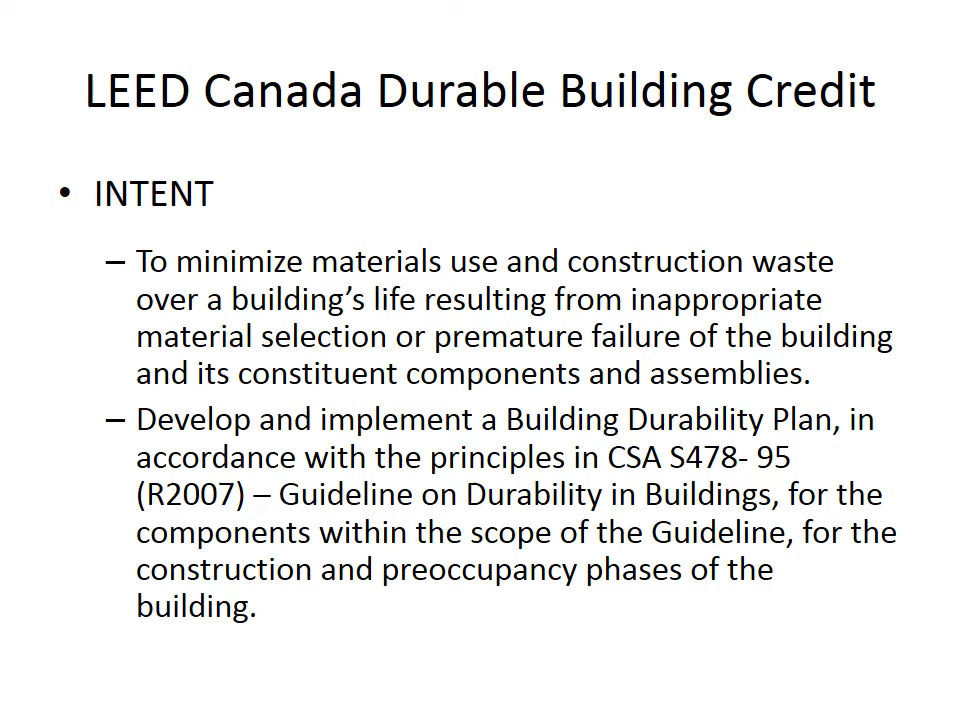 LEED Canada Durable Building Credit
• INTENT
– To minimize materials use and construction waste
over a building’s life resulting from inappropriate
material selection or premature failure of the building
and its constituent components and assemblies.
– Develop and implement a Building Durability Plan, in
accordance with the principles in CSA S478- 95
(R2007) – Guideline on Durability in Buildings, for the
components within the scope of the Guideline, for the
construction and preoccupancy phases of the
building.